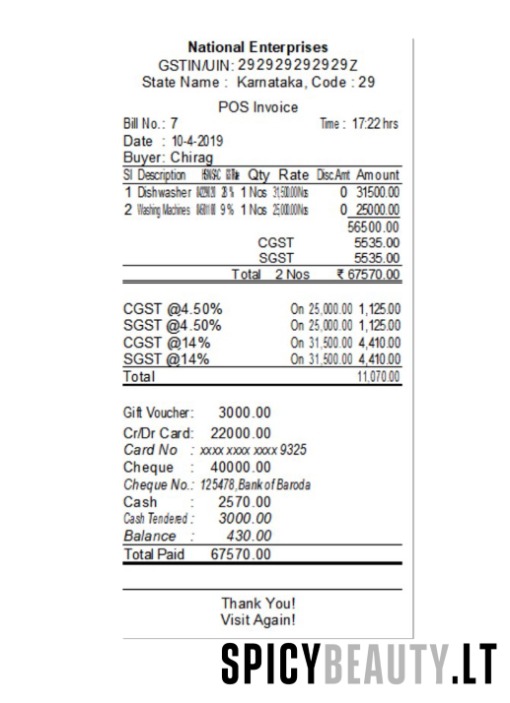 National Enterprises
GSTIN/UIN: 292929292929Z
State Name : Karnataka, Code : 29
POS Invoice
Bill No.: 7 Time : 17:22 hrs
Date : 10-4-2019
Buyer: Chirag
Sl Description Qty Rate Disc.Amt Amount
1 Dishwasher 28 % 1 Nos 31,500.00/Nos 0 31500.00
2 Washing Machines 9 % 1 Nos 25,000.00/Nos 0 25000.00
56500.00
CGST 5535.00
SGST 5535.00
Total 2 Nos ₹ 67570.00
CGST @4.50% On 25,000.00 1,125.00
SGST @4.50% On 25,000.00 1,125.00
CGST @14% On 31,500.00 4,410.00
SGST @14% On 31,500.00 4,410.00
Total 11,070.00
Gift Voucher: 3000.00
Cr/Dr Card: 22000.00
Card No : xxxx xxxx xxxx 9325
Cheque : 40000.00
Cheque No.: 125478,Bank of Baroda
Cash : 2570.00
Cash Tendered : 3000.00
Balance : 430.00
Total Paid 67570.00
Thank You!
Visit Again!
SPICYBEAUTY.LT